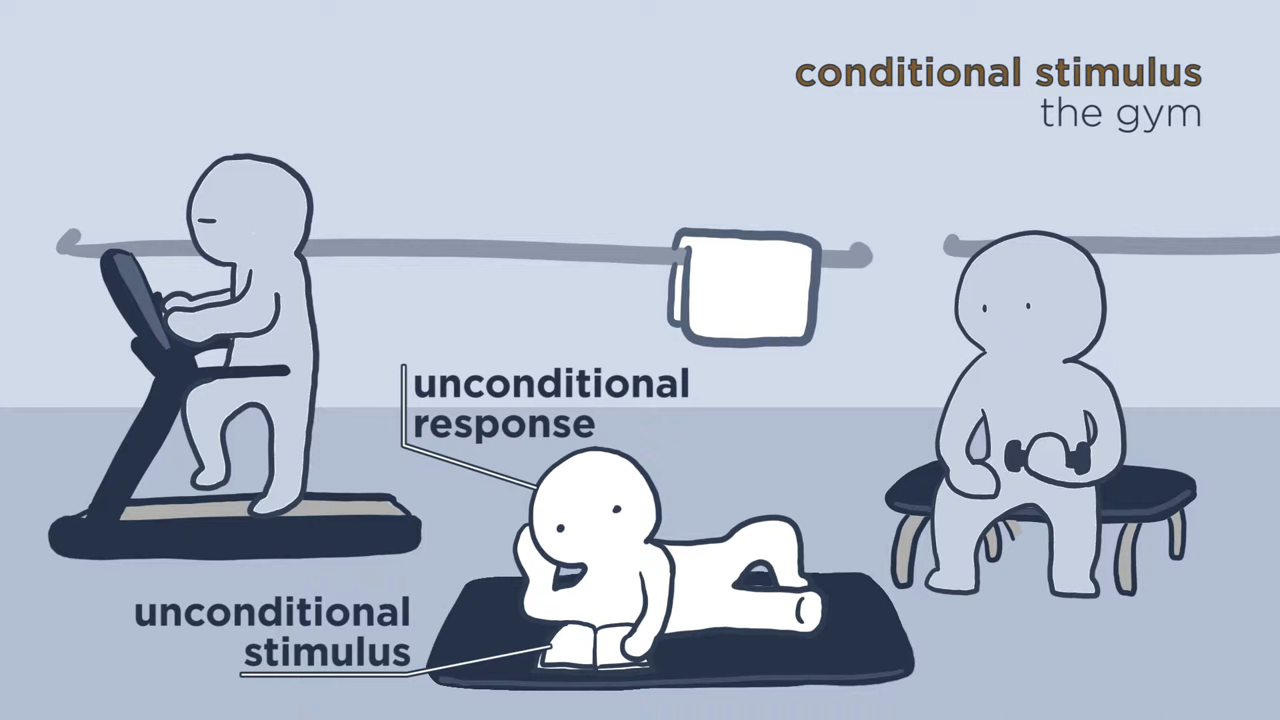 conditional stimulus
the gym
unconditional
response
unconditional
stimulus